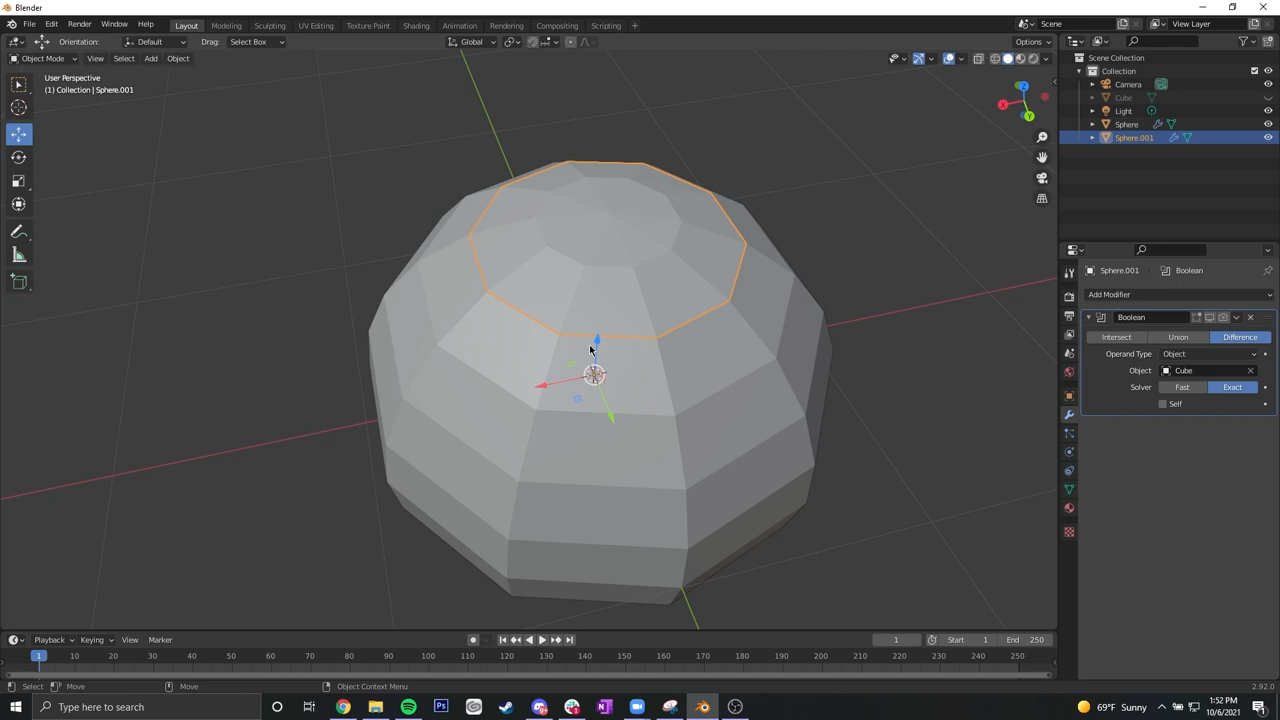 Blender
File Edit Render Window Help
Layout Modeling Sculpting UV Editing Texture Paint Shading Animation Rendering Compositing Scripting +
Scene
View Layer
Orientation: Default Drag: Select Box
Global
Options
Object Mode View Select Add Object
User Perspective
(1) Collection | Sphere.001
Z
X
Y
Scene Collection
Collection
Camera
Cube
Light
Sphere
Sphere.001
Sphere.001 Boolean
Add Modifier
Boolean
Intersect Union Difference
Operand Type Object
Object Cube
Solver Fast Exact
Self
Playback Keying View Marker
1 Start 1 End 250
1 10 20 30 40 50 60 70 80 90 100 110 120 130 140 150 160 170 180 190 200 210 220 230 240 250
Select Move Move Object Context Menu 2.92.0
Type here to search
69°F Sunny
1:52 PM
10/6/2021